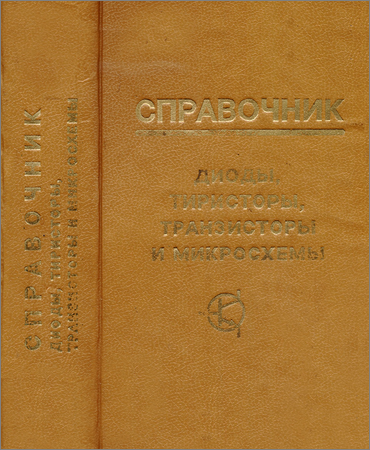 СПРАВОЧНИК
ДИОДЫ, ТИРИСТОРЫ,
ТРАНЗИСТОРЫ И МИКРОСХЕМЫ
СПРАВОЧНИК
ДИОДЫ,
ТИРИСТОРЫ,
ТРАНЗИСТОРЫ
И МИКРОСХЕМЫ